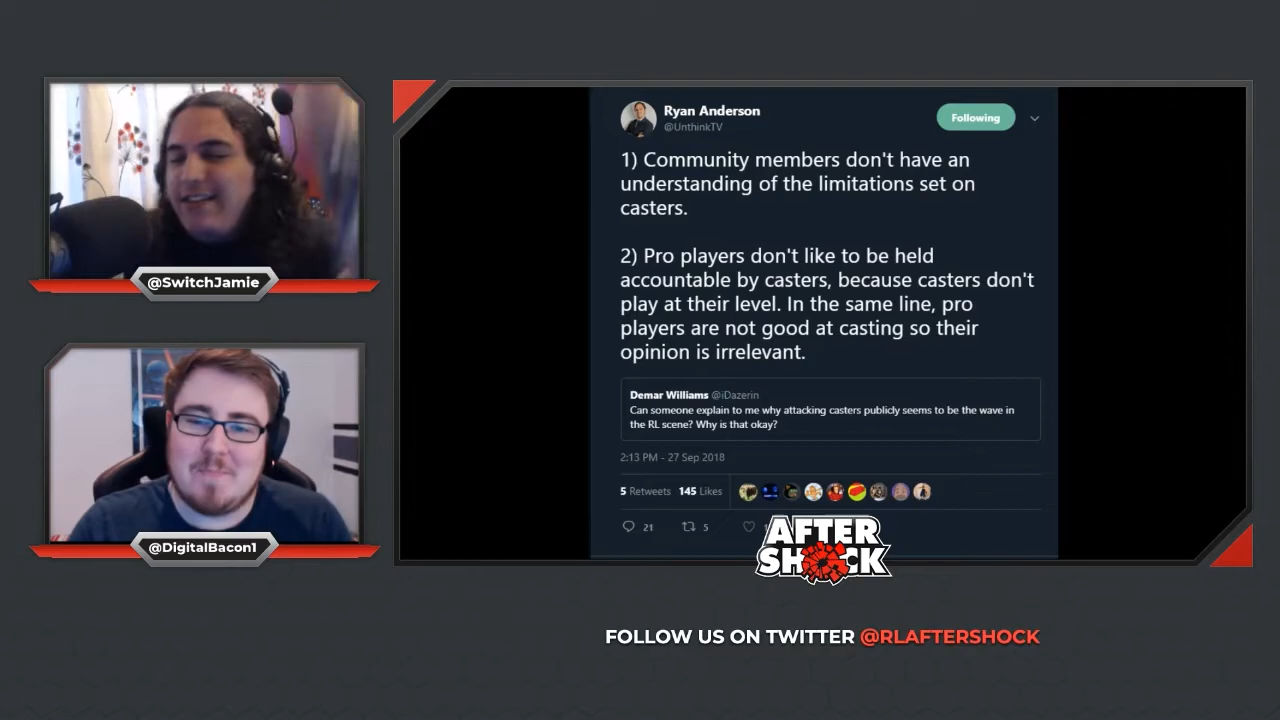 @SwitchJamie
@DigitalBacon1
Ryan Anderson
@UnthinkTV
Following
1) Community members don't have an
understanding of the limitations set on
casters.
2) Pro players don't like to be held
accountable by casters, because casters don't
play at their level. In the same line, pro
players are not good at casting so their
opinion is irrelevant.
Demar Williams @iDazerin
Can someone explain to me why attacking casters publicly seems to be the wave in
the RL scene? Why is that okay?
2:13 PM - 27 Sep 2018
5 Retweets 145 Likes
21 5
AFTER
SHOCK
FOLLOW US ON TWITTER @RLAFTERSHOCK